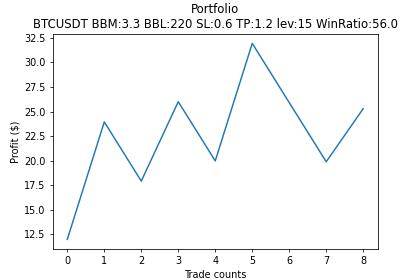 Portfolio
BTCUSDT BBM:3.3 BBL:220 SL:0.6 TP:1.2 lev:15 WinRatio:56.0
32.5
30.0
27.5
25.0
22.5
20.0
17.5
15.0
12.5
Profit ($)
0 1 2 3 4 5 6 7 8
Trade counts